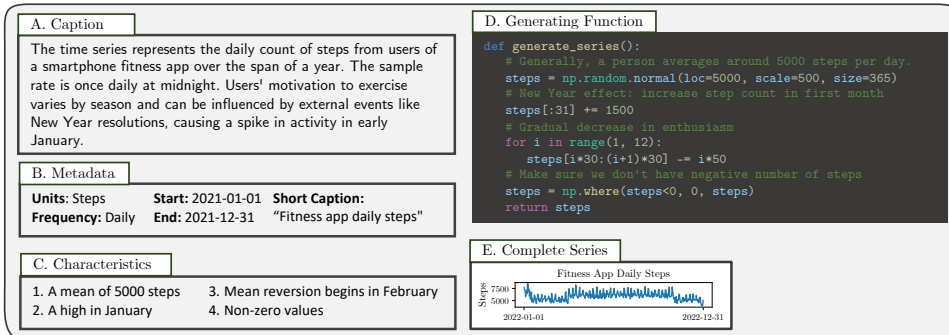 A. Caption
The time series represents the daily count of steps from users of
a smartphone fitness app over the span of a year. The sample
rate is once daily at midnight. Users' motivation to exercise
varies by season and can be influenced by external events like
New Year resolutions, causing a spike in activity in early
January.
B. Metadata
Units: Steps Start: 2021-01-01 Short Caption:
Frequency: Daily End: 2021-12-31 “Fitness app daily steps"
C. Characteristics
1. A mean of 5000 steps 3. Mean reversion begins in February
2. A high in January 4. Non-zero values
D. Generating Function
def generate_series():
# Generally, a person averages around 5000 steps per day.
steps = np.random.normal(loc=5000, scale=500, size=365)
# New Year effect: increase step count in first month
steps[:31] += 1500
# Gradual decrease in enthusiasm
for i in range(1, 12):
steps[i*30:(i+1)*30] -= i*50
# Make sure we don't have negative number of steps
steps = np.where(steps<0, 0, steps)
return steps
E. Complete Series
Fitness App Daily Steps
Steps
7500
5000
2022-01-01 2022-12-31